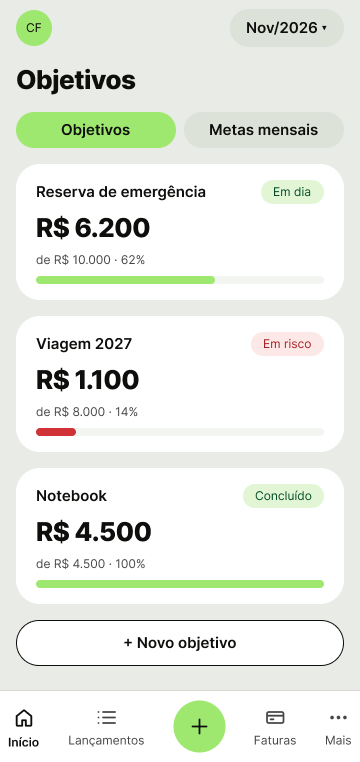 CF
Nov/2026 ▾
Objetivos
Objetivos
Metas mensais
Reserva de emergência
Em dia
R$ 6.200
de R$ 10.000 · 62%
Viagem 2027
Em risco
R$ 1.100
de R$ 8.000 · 14%
Notebook
Concluído
R$ 4.500
de R$ 4.500 · 100%
+ Novo objetivo
Início
Lançamentos
Faturas
Mais